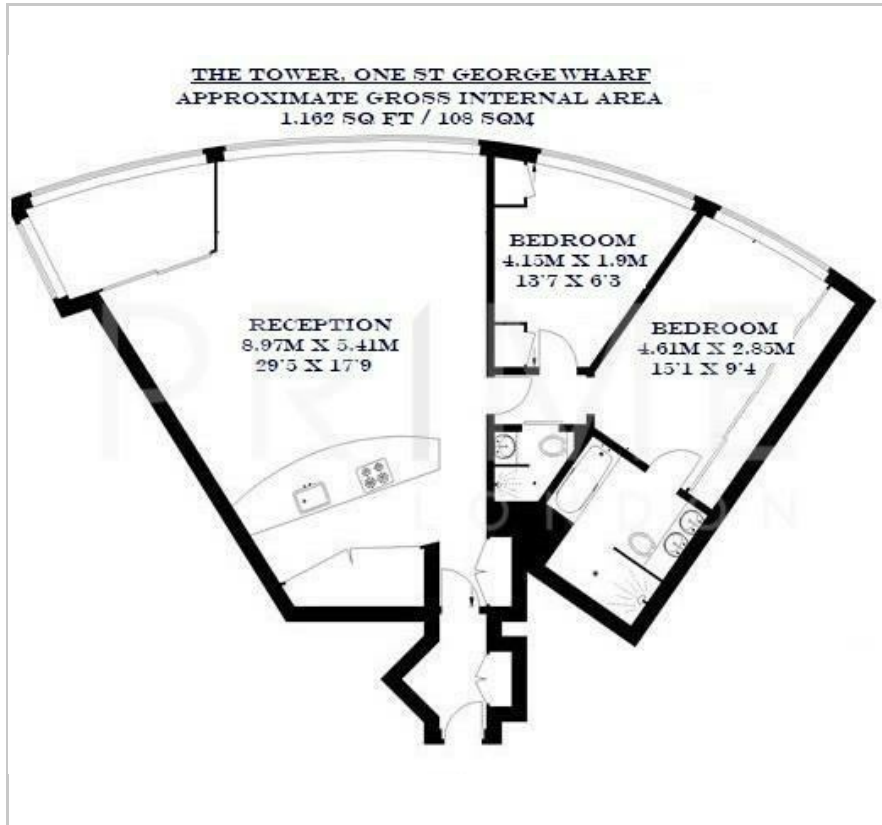 THE TOWER, ONE ST GEORGE WHARF
APPROXIMATE GROSS INTERNAL AREA
1.162 SQ FT / 108 SQM
BEDROOM
4.15M X 1.9M
13'7 X 6'3
RECEPTION
8.97M X 5.41M
29'5 X 17'9
BEDROOM
4.61M X 2.85M
15'1 X 9'4
PRIME
LONDON